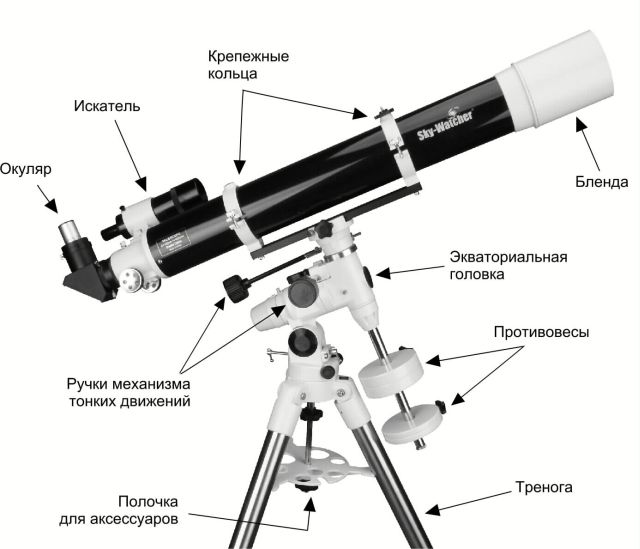 Крепежные
кольца
Искатель
Sky-Watcher
Окуляр
Бленда
Экваториальная
головка
Противовесы
Ручки механизма
тонких движений
Тренога
Полочка
для аксессуаров